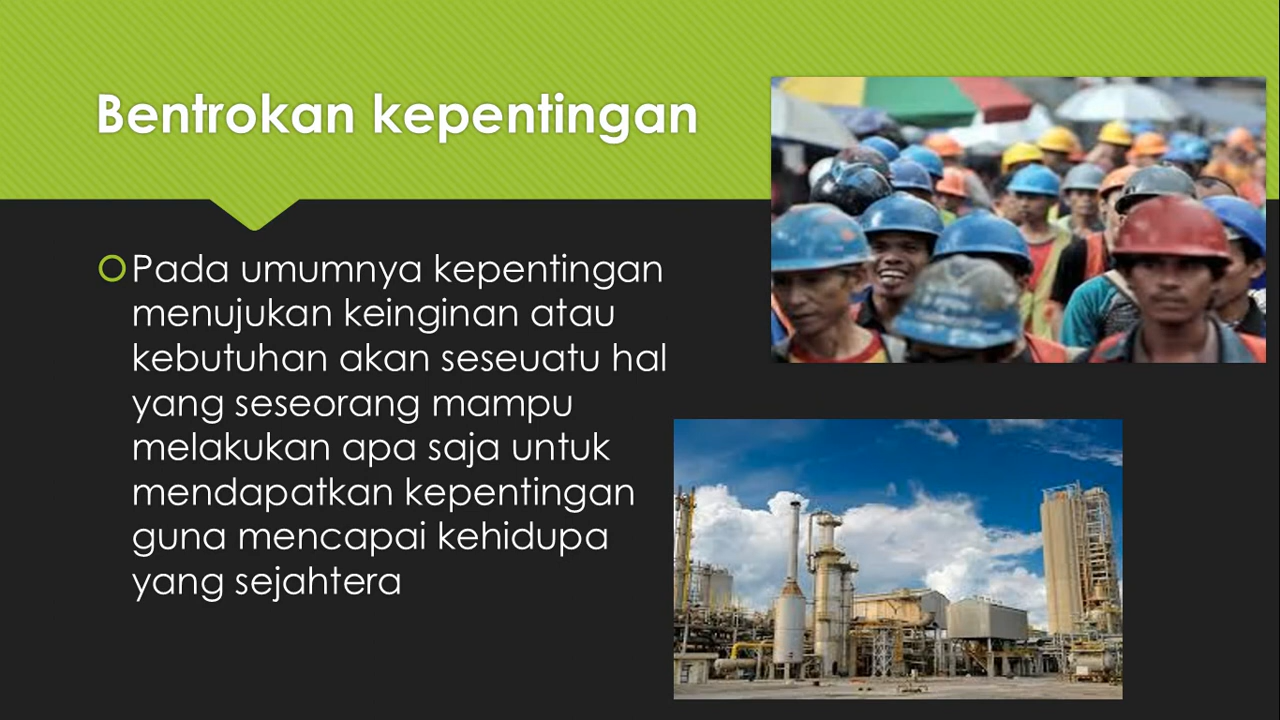 Bentrokan kepentingan
Pada umumnya kepentingan
menujukan keinginan atau
kebutuhan akan seseuatu hal
yang seseorang mampu
melakukan apa saja untuk
mendapatkan kepentingan
guna mencapai kehidupa
yang sejahtera